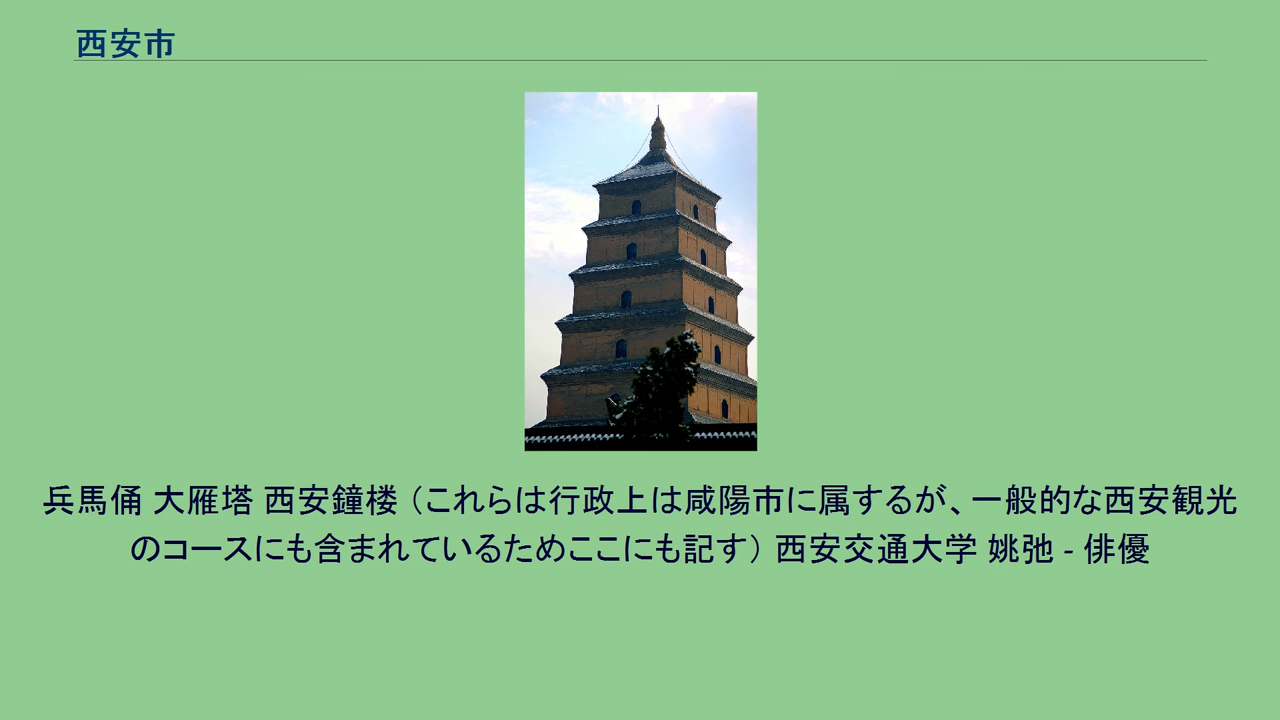 西安市
兵馬俑 大雁塔 西安鐘楼 （これらは行政上は咸陽市に属するが、一般的な西安観光
のコースにも含まれているためここにも記す） 西安交通大学 姚弛 - 俳優